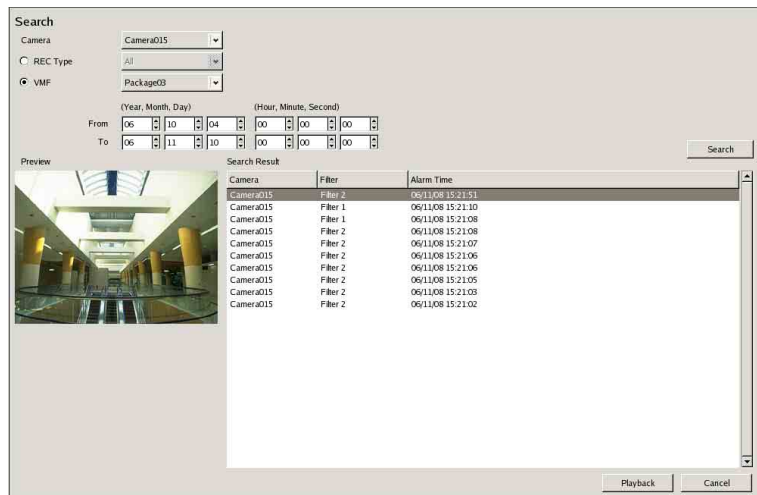 Search
Camera Camera015
REC Type All
VMF Package03
(Year, Month, Day) (Hour, Minute, Second)
From 06 10 04 00 00 00
To 06 11 10 00 00 00
Search
Preview Search Result
Camera Filter Alarm Time
Camera015 Filter 2 06/11/08 15:21:51
Camera015 Filter 1 06/11/08 15:21:10
Camera015 Filter 1 06/11/08 15:21:08
Camera015 Filter 2 06/11/08 15:21:08
Camera015 Filter 2 06/11/08 15:21:07
Camera015 Filter 2 06/11/08 15:21:06
Camera015 Filter 2 06/11/08 15:21:06
Camera015 Filter 2 06/11/08 15:21:05
Camera015 Filter 2 06/11/08 15:21:03
Camera015 Filter 2 06/11/08 15:21:02
Playback Cancel